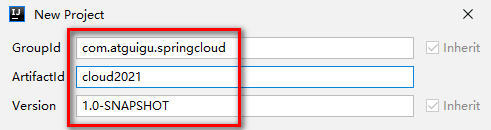 New Project
GroupId com.atguigu.springcloud Inherit
ArtifactId cloud2021
Version 1.0-SNAPSHOT Inherit